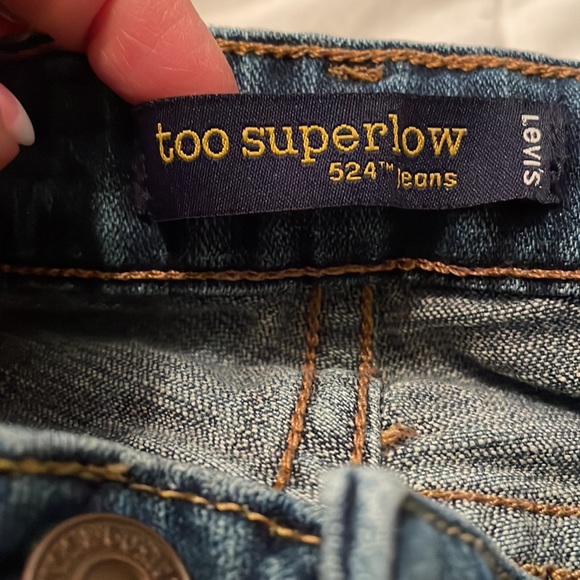 too superlow
524™ Jeans
LEVI'S